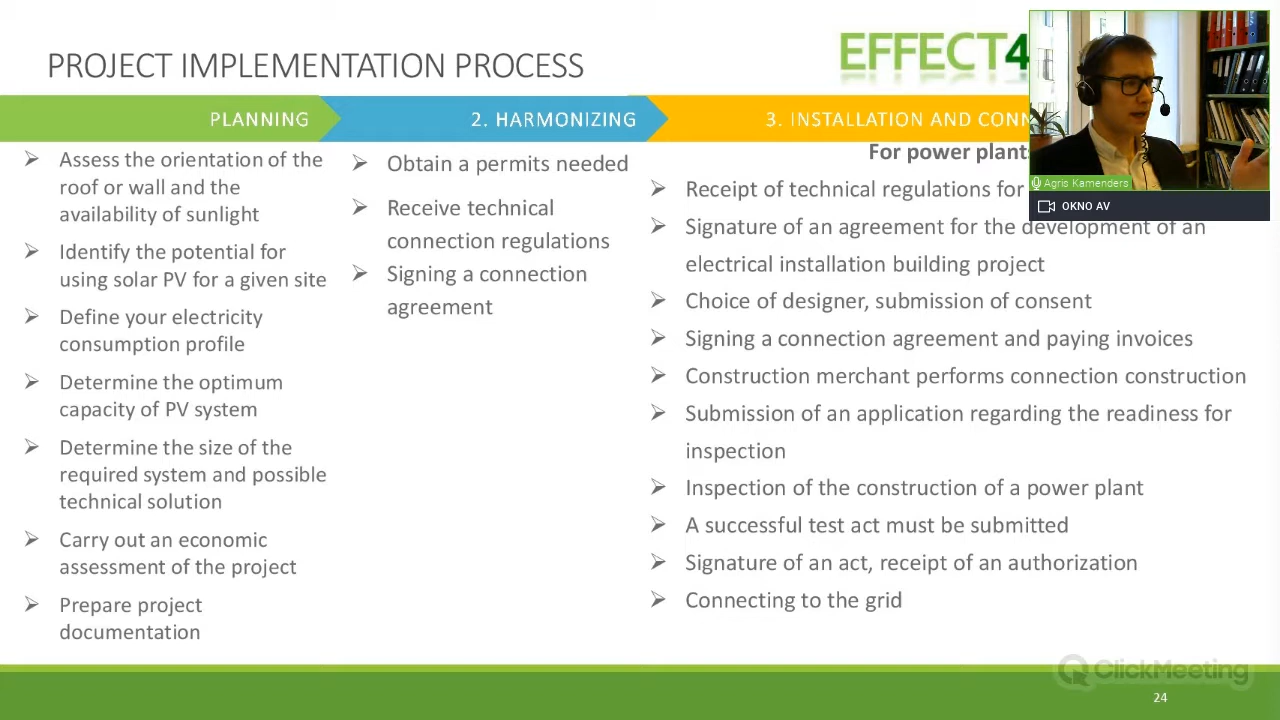 PROJECT IMPLEMENTATION PROCESS
EFFECT4
PLANNING
2. HARMONIZING
3. INSTALLATION AND CONN
Assess the orientation of the
roof or wall and the
availability of sunlight
Identify the potential for
using solar PV for a given site
Define your electricity
consumption profile
Determine the optimum
capacity of PV system
Determine the size of the
required system and possible
technical solution
Carry out an economic
assessment of the project
Prepare project
documentation
Obtain a permits needed
Receive technical
connection regulations
Signing a connection
agreement
For power plants
Receipt of technical regulations for
Signature of an agreement for the development of an
electrical installation building project
Choice of designer, submission of consent
Signing a connection agreement and paying invoices
Construction merchant performs connection construction
Submission of an application regarding the readiness for
inspection
Inspection of the construction of a power plant
A successful test act must be submitted
Signature of an act, receipt of an authorization
Connecting to the grid
Agris Kamenders
OKNO AV
ClickMeeting
24